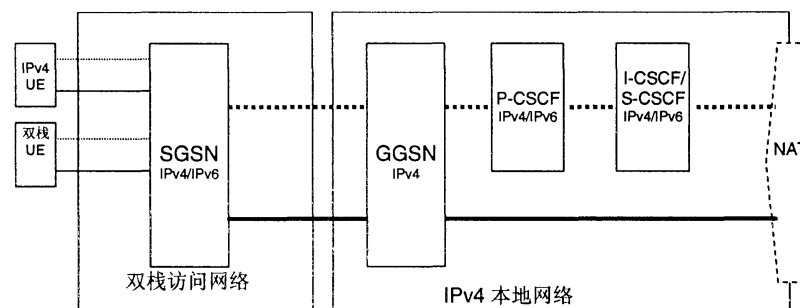 IPv4
UE
双栈
UE
SGSN
IPv4/IPv6
双栈访问网络
GGSN
IPv4
P-CSCF
IPv4/IPv6
I-CSCF/
S-CSCF
IPv4/IPv6
NAT
IPv4 本地网络